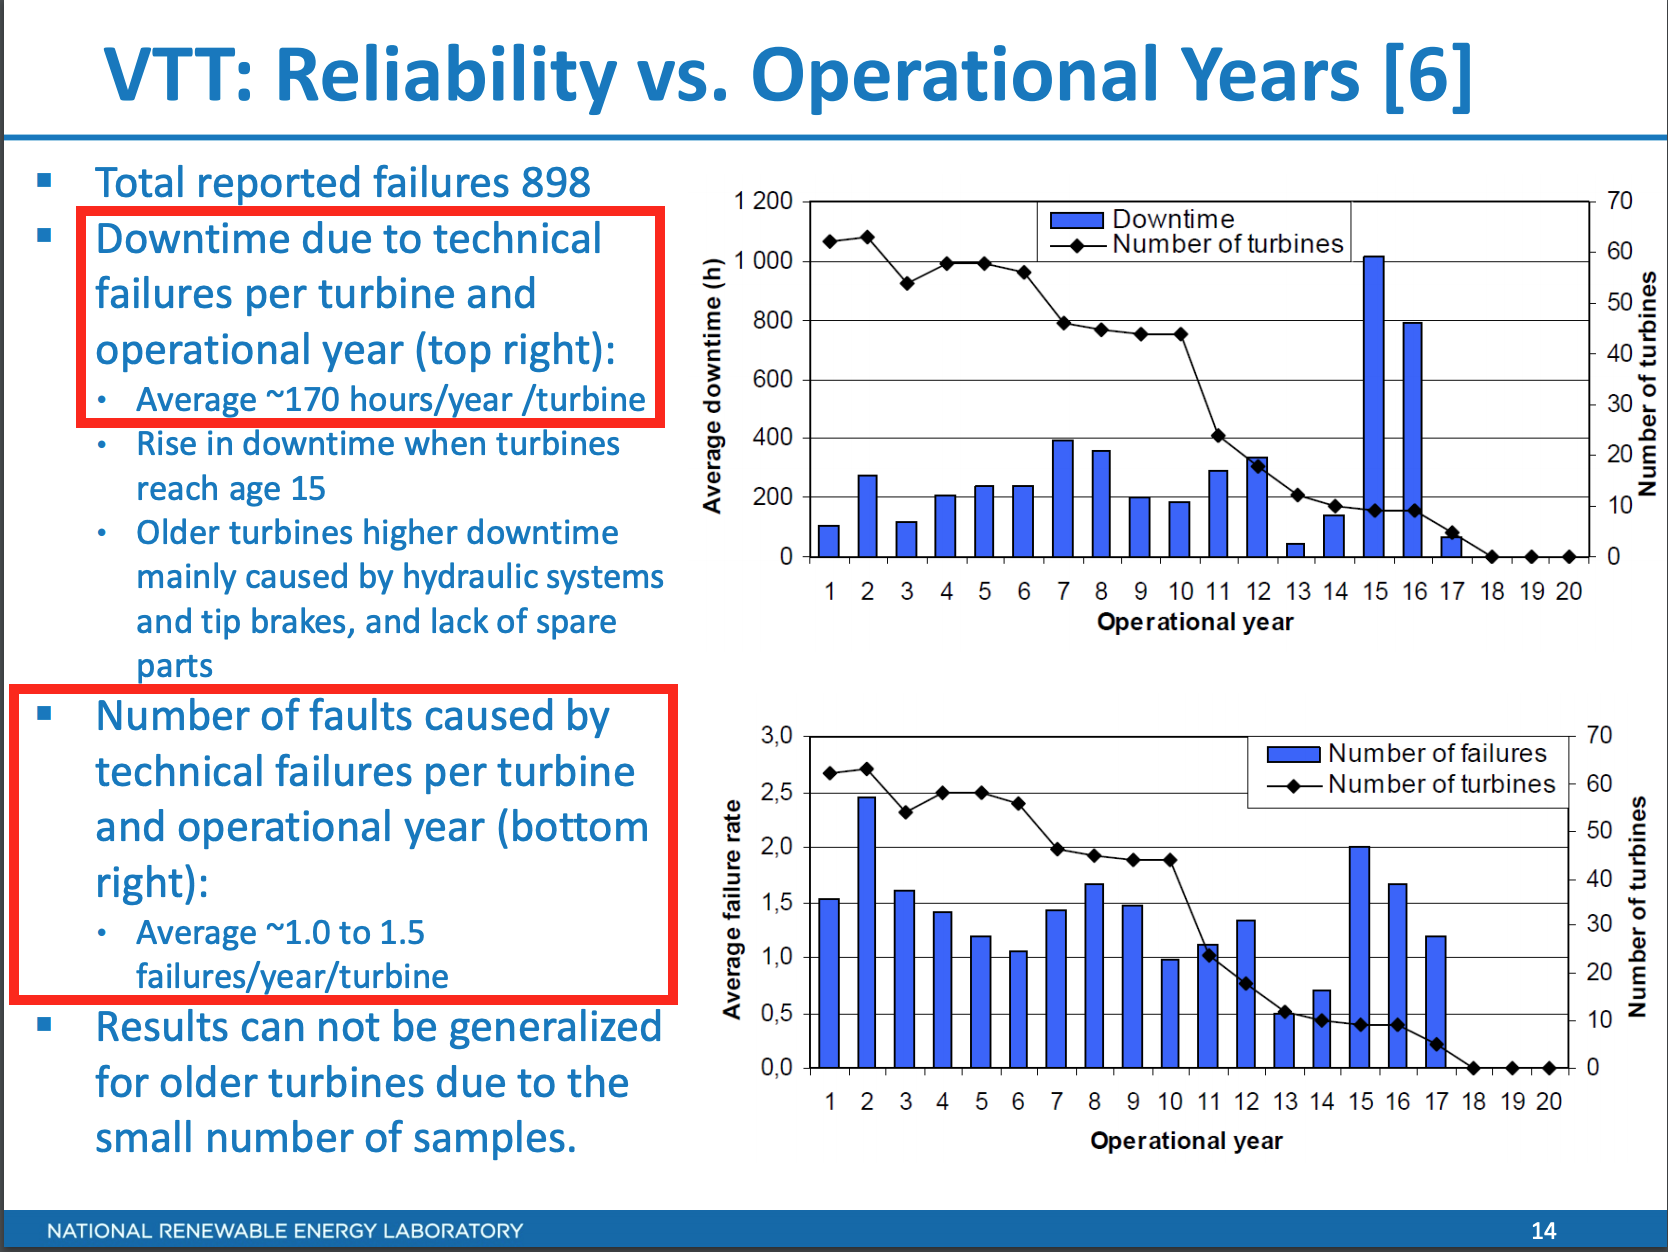 VTT: Reliability vs. Operational Years [6]
▪ Total reported failures 898
▪ Downtime due to technical
failures per turbine and
operational year (top right):
• Average ~170 hours/year /turbine
• Rise in downtime when turbines
reach age 15
• Older turbines higher downtime
mainly caused by hydraulic systems
and tip brakes, and lack of spare
parts
▪ Number of faults caused by
technical failures per turbine
and operational year (bottom
right):
• Average ~1.0 to 1.5
failures/year/turbine
▪ Results can not be generalized
for older turbines due to the
small number of samples.
Downtime
Number of turbines
Average downtime (h)
1 200
1 000
800
600
400
200
0
70
60
50
40
30
20
10
0
Number of turbines
1 2 3 4 5 6 7 8 9 10 11 12 13 14 15 16 17 18 19 20
Operational year
Number of failures
Number of turbines
Average failure rate
3,0
2,5
2,0
1,5
1,0
0,5
0,0
70
60
50
40
30
20
10
0
Number of turbines
1 2 3 4 5 6 7 8 9 10 11 12 13 14 15 16 17 18 19 20
Operational year
NATIONAL RENEWABLE ENERGY LABORATORY
14